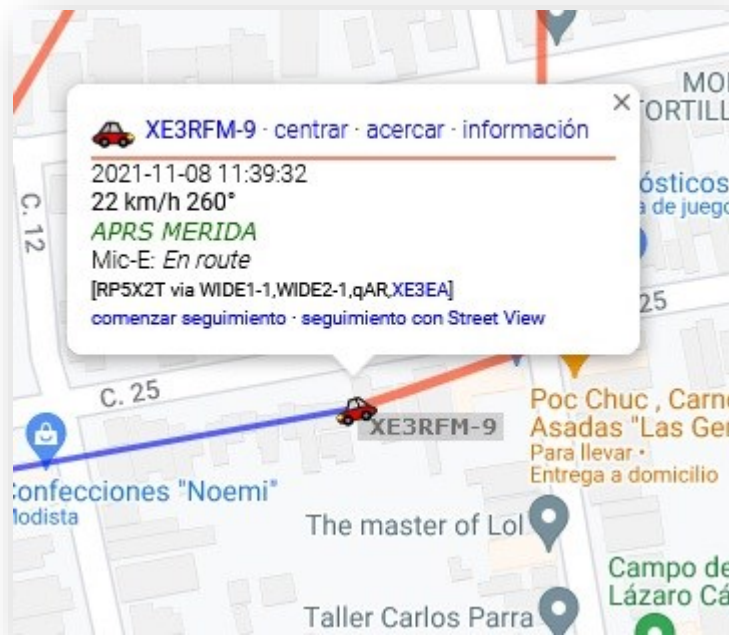 MO
TORTILL
×
XE3RFM-9 · centrar · acercar · información
2021-11-08 11:39:32
22 km/h 260°
APRS MERIDA
Mic-E: En route
[RP5X2T via WIDE1-1,WIDE2-1,qAR,XE3EA]
comenzar seguimiento · seguimiento con Street View
ósticos
a de juego
C. 12
25
C. 25
XE3RFM-9
Poc Chuc , Carne
Asadas "Las Ger
Para llevar •
Entrega a domicilio
Confecciones "Noemi"
Modista
The master of Lol
Campo de
Lázaro Cá
Taller Carlos Parra